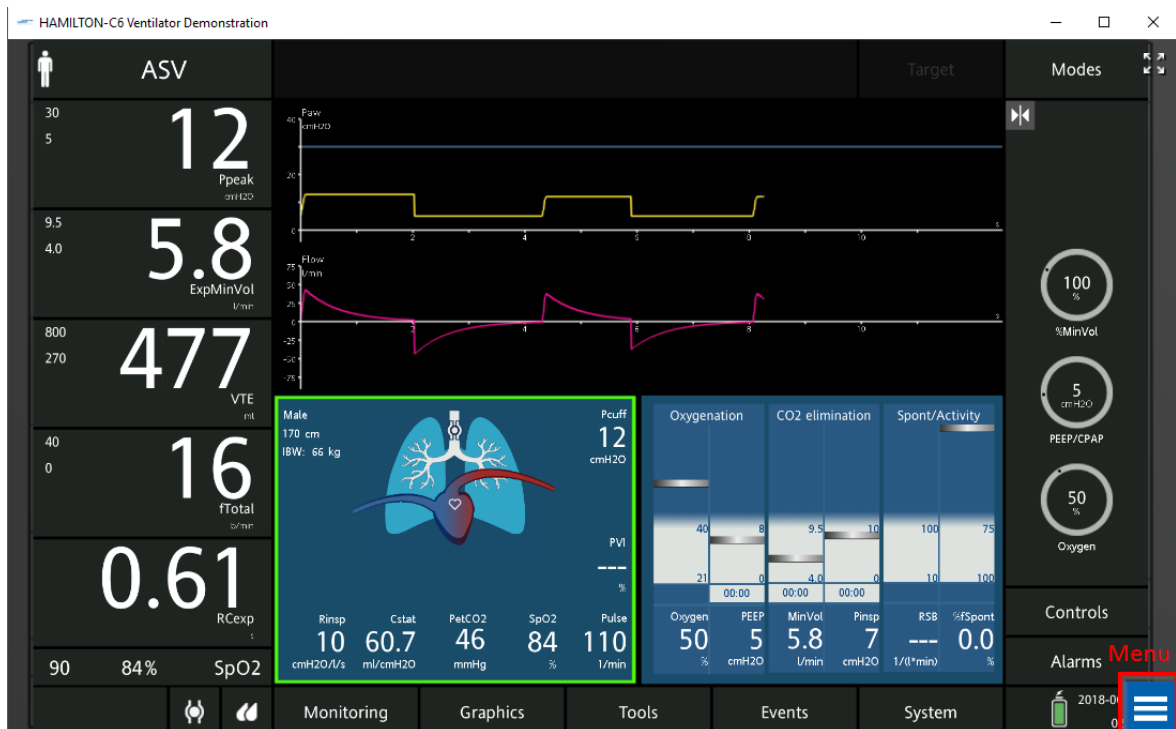 HAMILTON-C6 Ventilator Demonstration
ASV
Target
Modes
30
5
12
Ppeak
cmH2O
9.5
4.0
5.8
ExpMinVol
l/min
800
270
477
VTE
ml
40
0
16
fTotal
b/min
0.61
RCexp
s
90 84% SpO2
40 Paw
cmH2O
20
0
2 4 6 8 10 s
75 Flow
l/min
50
25
0
2 4 6 8 10 s
-25
-50
-75
Male
170 cm
IBW: 66 kg
Pcuff
12
cmH2O
PVI
---
%
Rinsp Cstat PetCO2 SpO2 Pulse
10 60.7 46 84 110
cmH2O/l/s ml/cmH2O mmHg % 1/min
Oxygenation CO2 elimination Spont/Activity
40 8 9.5 10 100 75
21 0 4.0 0 10 100
00:00 00:00 00:00
Oxygen PEEP MinVol Pinsp RSB %fSpont
50 5 5.8 7 --- 0.0
% cmH2O l/min cmH2O 1/(l*min) %
100
%
%MinVol
5
cmH2O
PEEP/CPAP
50
%
Oxygen
Controls
Alarms
Menu
Monitoring Graphics Tools Events System